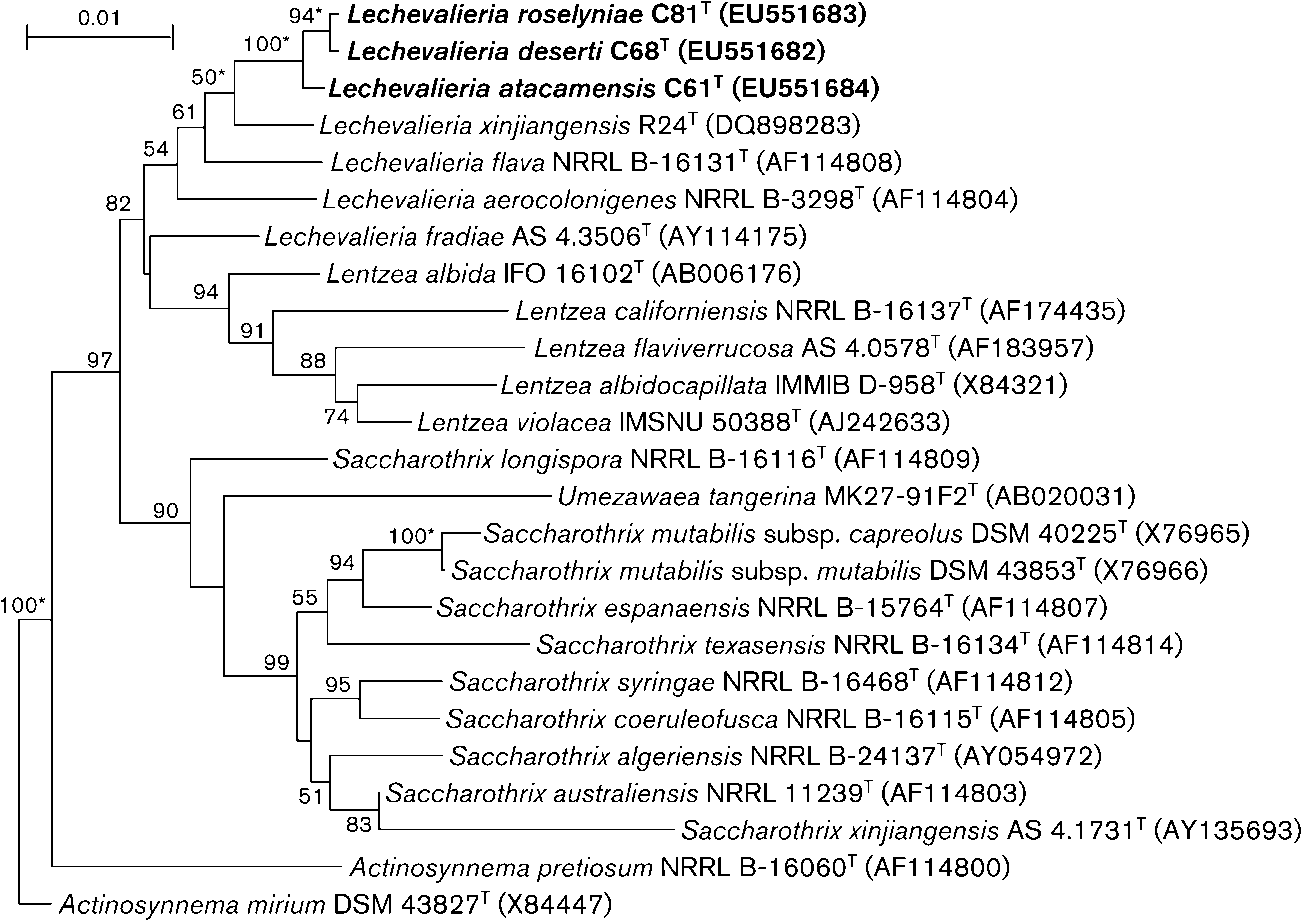 0.01
94*
Lechevalieria roselyniae C81T (EU551683)
100*
Lechevalieria deserti C68T (EU551682)
50*
Lechevalieria atacamensis C61T (EU551684)
61
Lechevalieria xinjiangensis R24T (DQ898283)
54
Lechevalieria flava NRRL B-16131T (AF114808)
82
Lechevalieria aerocolonigenes NRRL B-3298T (AF114804)
Lechevalieria fradiae AS 4.3506T (AY114175)
94
Lentzea albida IFO 16102T (AB006176)
91
Lentzea californiensis NRRL B-16137T (AF174435)
97
88
Lentzea flaviverrucosa AS 4.0578T (AF183957)
Lentzea albidocapillata IMMIB D-958T (X84321)
74
Lentzea violacea IMSNU 50388T (AJ242633)
Saccharothrix longispora NRRL B-16116T (AF114809)
90
Umezawaea tangerina MK27-91F2T (AB020031)
100*
Saccharothrix mutabilis subsp. capreolus DSM 40225T (X76965)
94
Saccharothrix mutabilis subsp. mutabilis DSM 43853T (X76966)
100*
55
Saccharothrix espanaensis NRRL B-15764T (AF114807)
Saccharothrix texasensis NRRL B-16134T (AF114814)
99
95
Saccharothrix syringae NRRL B-16468T (AF114812)
Saccharothrix coeruleofusca NRRL B-16115T (AF114805)
Saccharothrix algeriensis NRRL B-24137T (AY054972)
51
Saccharothrix australiensis NRRL 11239T (AF114803)
83
Saccharothrix xinjiangensis AS 4.1731T (AY135693)
Actinosynnema pretiosum NRRL B-16060T (AF114800)
Actinosynnema mirium DSM 43827T (X84447)